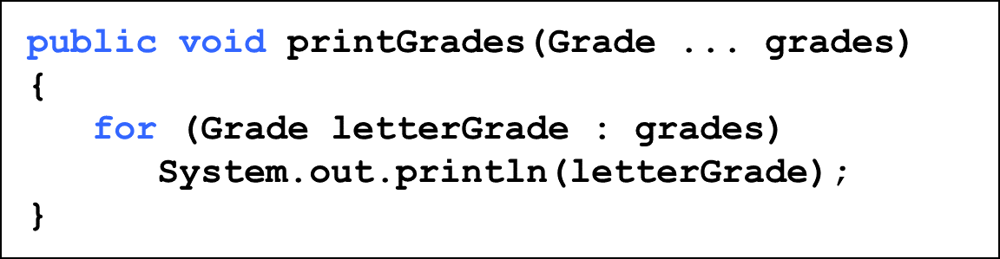 public void printGrades(Grade ... grades)
{
   for (Grade letterGrade : grades)
      System.out.println(letterGrade);
}